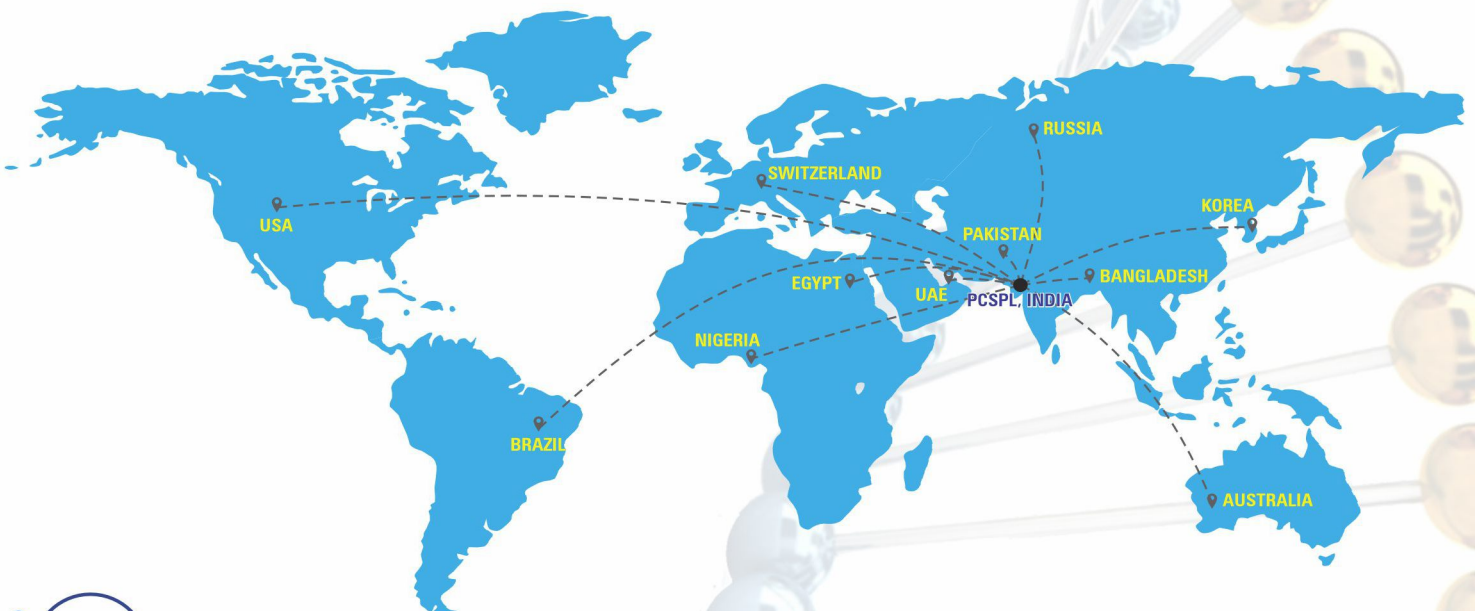 RUSSIA
SWITZERLAND
KOREA
USA
PAKISTAN
BANGLADESH
EGYPT
UAE
PCSPL, INDIA
NIGERIA
BRAZIL
AUSTRALIA